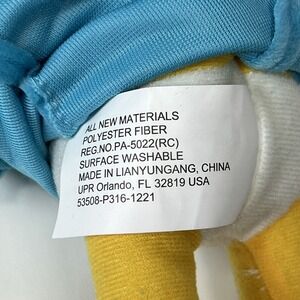 ALL NEW MATERIALS
POLYESTER FIBER
REG.NO.PA-5022(RC)
SURFACE WASHABLE
MADE IN LIANYUNGANG, CHINA
UPR Orlando, FL 32819 USA
53508-P316-1221